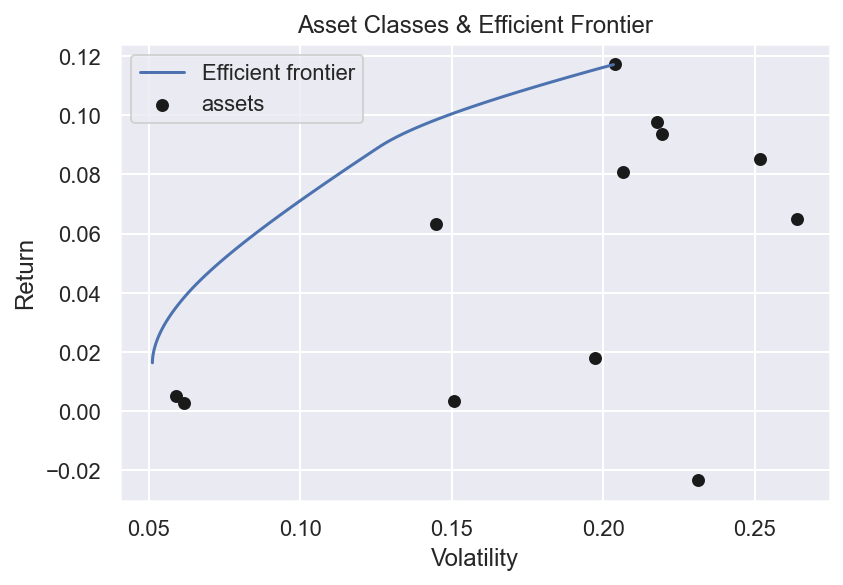 Asset Classes & Efficient Frontier
Efficient frontier
assets
0.12
0.10
0.08
0.06
0.04
0.02
0.00
−0.02
Return
0.05 0.10 0.15 0.20 0.25
Volatility